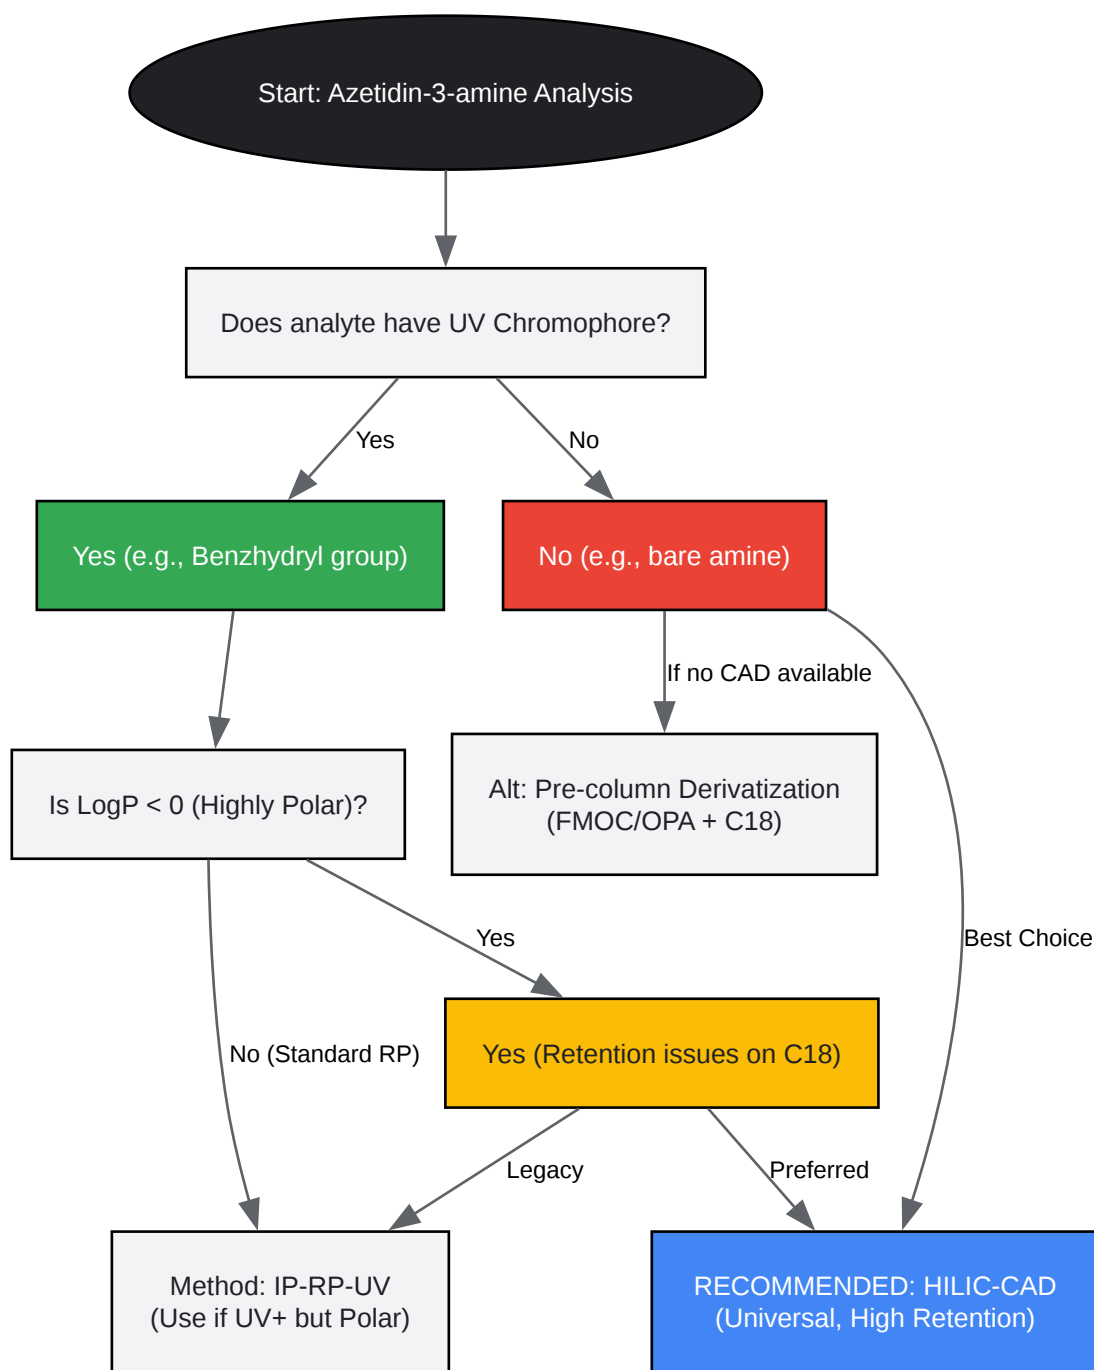 Start: Azetidin-3-amine Analysis
Does analyte have UV Chromophore?
Yes
No
Yes (e.g., Benzhydryl group)
No (e.g., bare amine)
If no CAD available
Is LogP < 0 (Highly Polar)?
Alt: Pre-column Derivatization
(FMOC/OPA + C18)
Yes
Best Choice
No (Standard RP)
Yes (Retention issues on C18)
Legacy
Preferred
Method: IP-RP-UV
(Use if UV+ but Polar)
RECOMMENDED: HILIC-CAD
(Universal, High Retention)